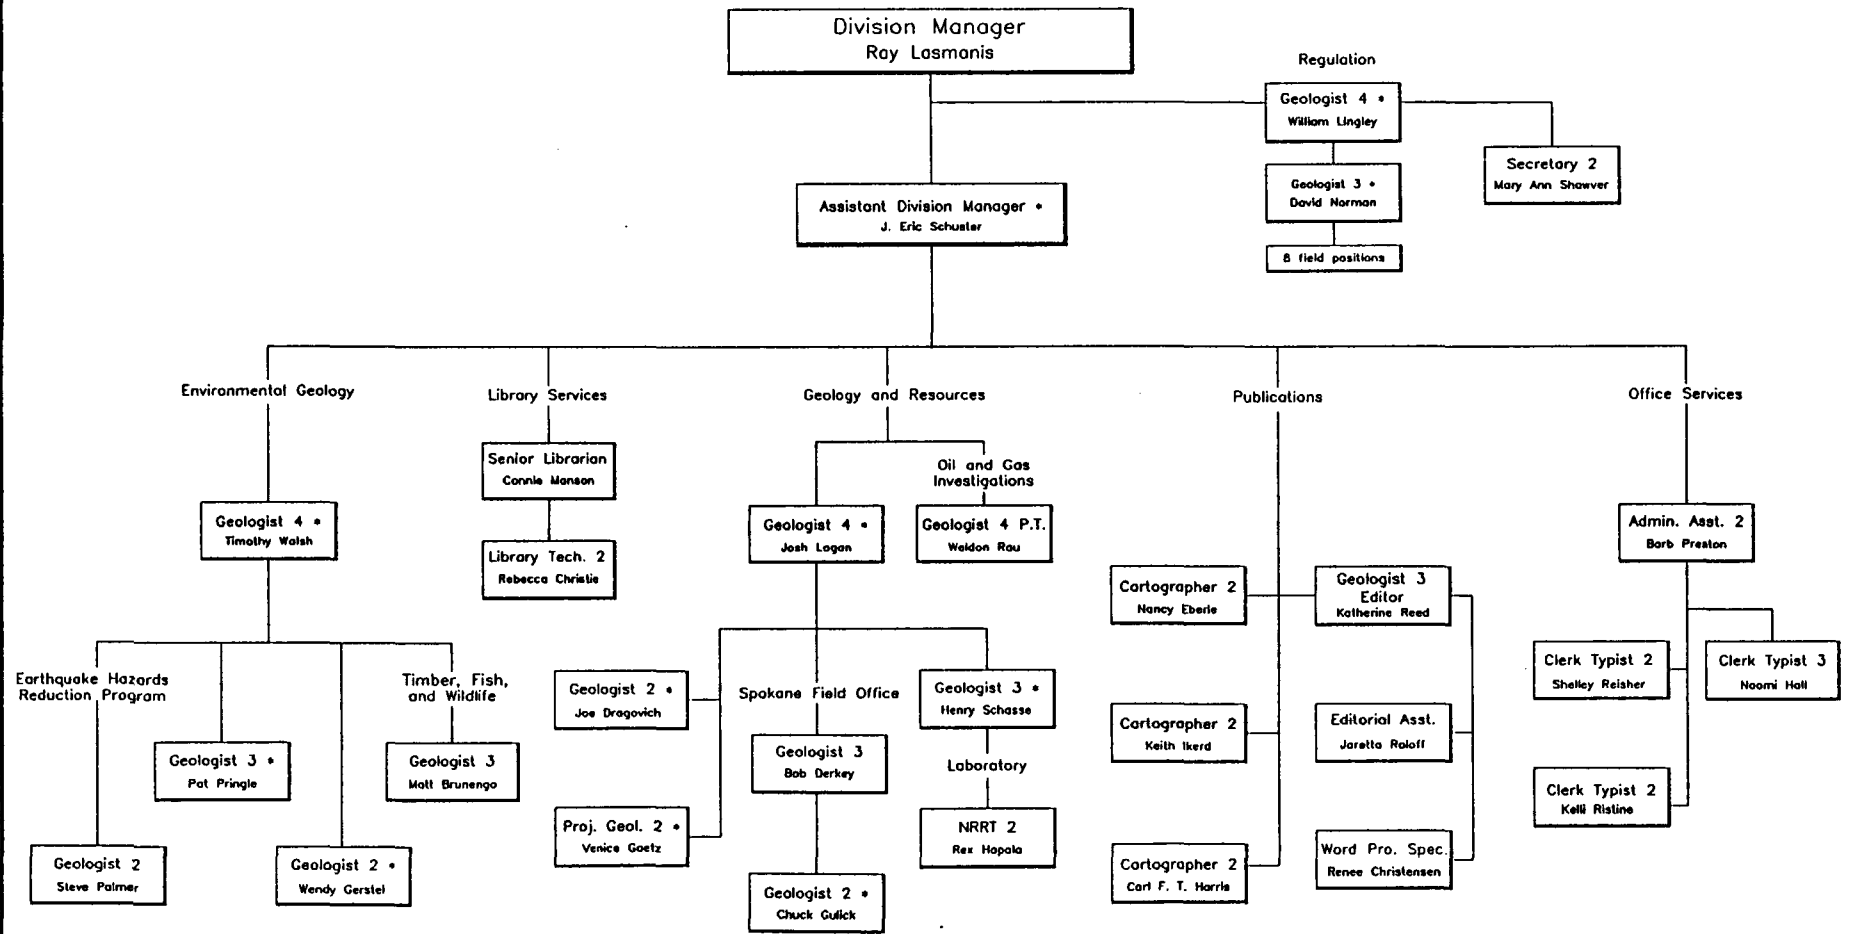 Division Manager
Ray Lasmanis
Regulation
Geologist 4 *
William Lingley
Secretary 2
Mary Ann Shawver
Geologist 3 *
David Norman
8 field positions
Assistant Division Manager *
J. Eric Schuster
Environmental Geology
Library Services
Geology and Resources
Publications
Office Services
Senior Librarian
Connie Manson
Library Tech. 2
Rebecca Christie
Geologist 4 *
Timothy Walsh
Earthquake Hazards
Reduction Program
Timber, Fish,
and Wildlife
Geologist 3 *
Pat Pringle
Geologist 3
Matt Brunengo
Geologist 2
Steve Palmer
Geologist 2 *
Wendy Gerstel
Oil and Gas
Investigations
Geologist 4 *
Josh Logan
Geologist 4 P.T.
Weldon Rau
Geologist 2 *
Joe Dragovich
Spokane Field Office
Geologist 3 *
Henry Schasse
Geologist 3
Bob Derkey
Laboratory
Proj. Geol. 2 *
Venice Goetz
NRRT 2
Rex Hapala
Geologist 2 *
Chuck Gulick
Cartographer 2
Nancy Eberle
Geologist 3
Editor
Katherine Reed
Cartographer 2
Keith Ikerd
Editorial Asst.
Jaretta Roloff
Cartographer 2
Carl F. T. Harris
Word Pro. Spec.
Renee Christensen
Admin. Asst. 2
Barb Preston
Clerk Typist 2
Shelley Reisher
Clerk Typist 3
Naomi Hall
Clerk Typist 2
Kelli Ristine